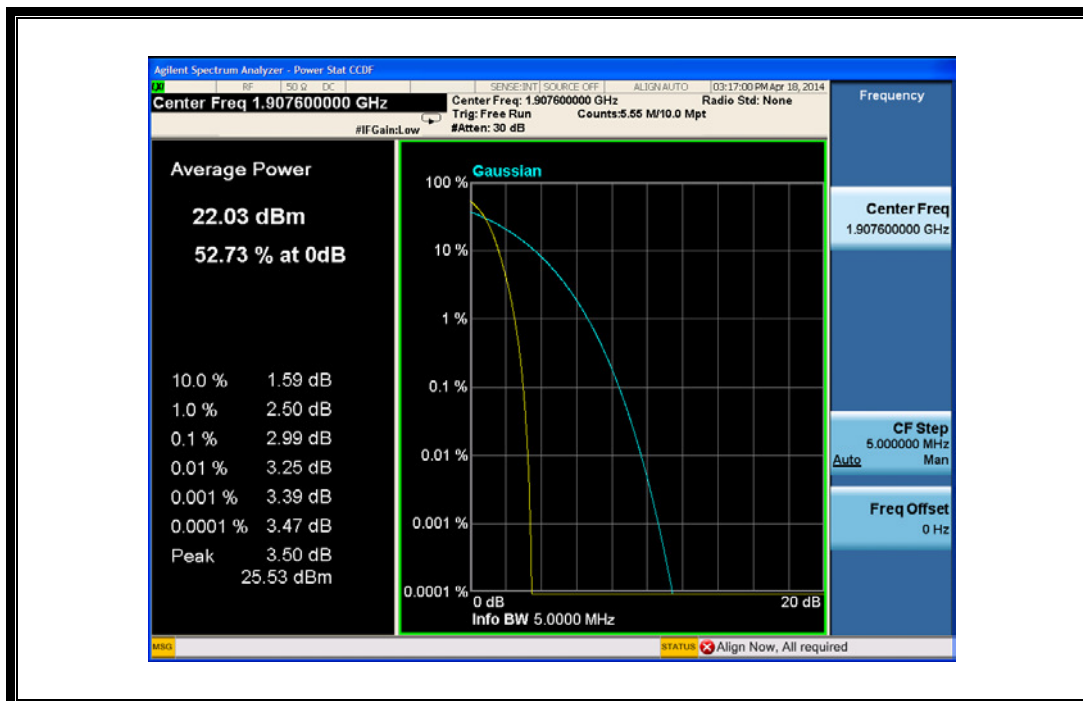 Agilent Spectrum Analyzer - Power Stat CCDF
RF 50 Ω DC SENSE:INT SOURCE OFF ALIGN AUTO 03:17:00 PM Apr 18, 2014
Center Freq 1.907600000 GHz
Center Freq: 1.907600000 GHz Radio Std: None
Trig: Free Run Counts:5.55 M/10.0 Mpt
#IFGain:Low #Atten: 30 dB
Average Power
22.03 dBm
52.73 % at 0dB
10.0 % 1.59 dB
1.0 % 2.50 dB
0.1 % 2.99 dB
0.01 % 3.25 dB
0.001 % 3.39 dB
0.0001 % 3.47 dB
Peak 3.50 dB
25.53 dBm
Gaussian
100 %
10 %
1 %
0.1 %
0.01 %
0.001 %
0.0001 %
0 dB 20 dB
Info BW 5.0000 MHz
Frequency
Center Freq
1.907600000 GHz
CF Step
5.000000 MHz
Auto Man
Freq Offset
0 Hz
MSG STATUS Align Now, All required